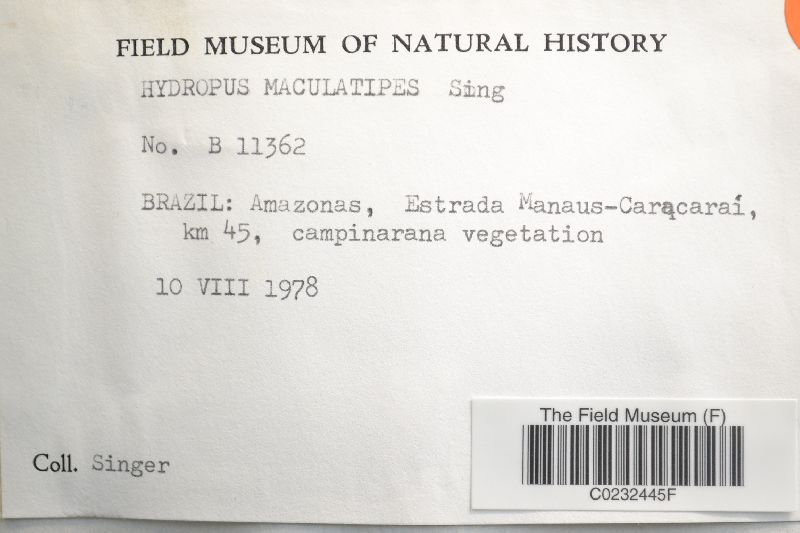 FIELD MUSEUM OF NATURAL HISTORY
HYDROPUS MACULATIPES Sing
No. B 11362
BRAZIL: Amazonas, Estrada Manaus-Caracaraí,
km 45, campinarana vegetation
10 VIII 1978
Coll. Singer
The Field Museum (F)
C0232445F